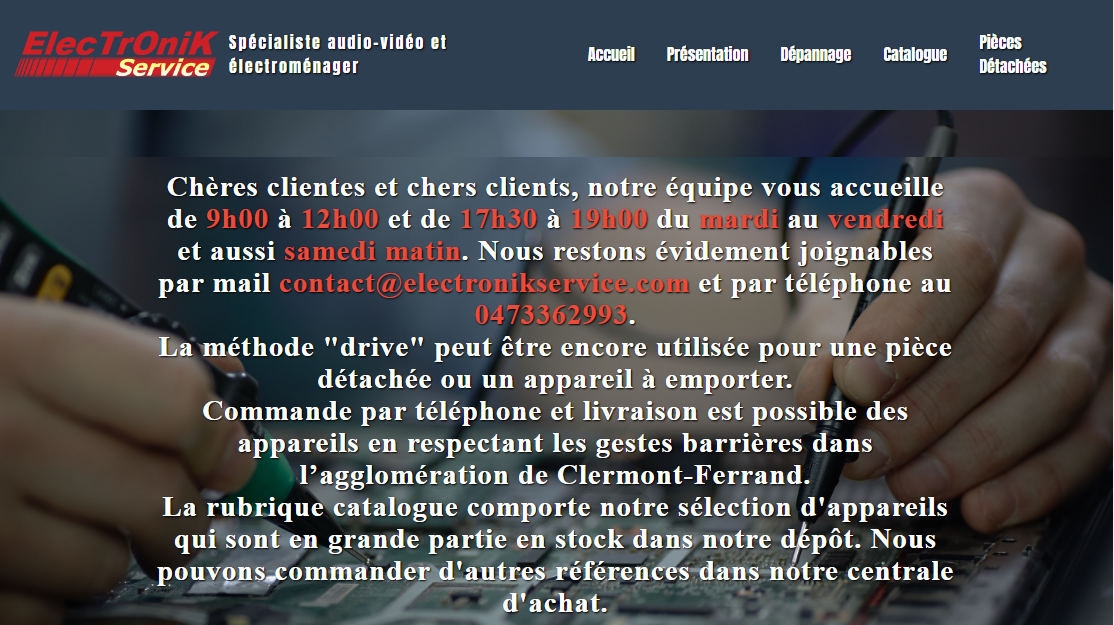 ElecTrOniK
Service
Spécialiste audio-vidéo et
électroménager
Accueil
Présentation
Dépannage
Catalogue
Pièces
Détachées
Chères clientes et chers clients, notre équipe vous accueille
de 9h00 à 12h00 et de 17h30 à 19h00 du mardi au vendredi
et aussi samedi matin. Nous restons évidement joignables
par mail contact@electronikservice.com et par téléphone au
0473362993.
La méthode "drive" peut être encore utilisée pour une pièce
détachée ou un appareil à emporter.
Commande par téléphone et livraison est possible des
appareils en respectant les gestes barrières dans
l’agglomération de Clermont-Ferrand.
La rubrique catalogue comporte notre sélection d'appareils
qui sont en grande partie en stock dans notre dépôt. Nous
pouvons commander d'autres références dans notre centrale
d'achat.